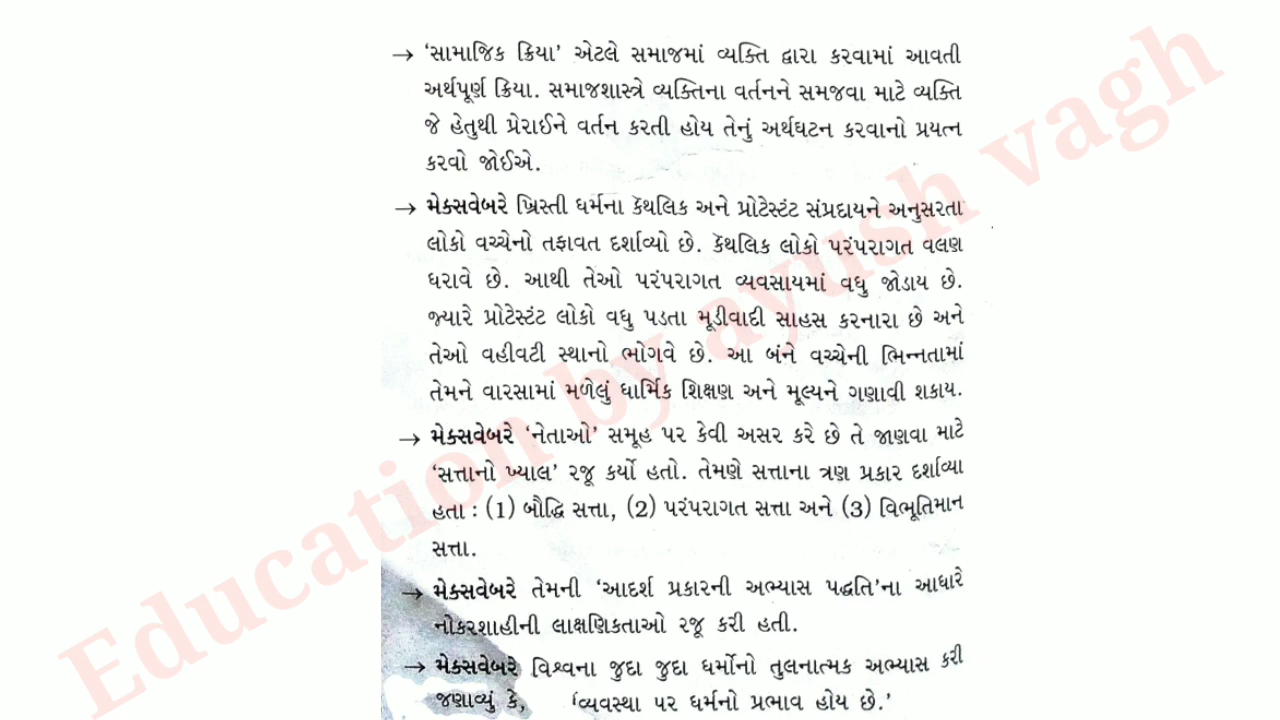 → 'સામાજિક ક્રિયા' એટલે સમાજમાં વ્યક્તિ દ્વારા કરવામાં આવતી
અર્થપૂર્ણ ક્રિયા. સમાજશાસ્ત્રે વ્યક્તિના વર્તનને સમજવા માટે વ્યક્તિ
જે હેતુથી પ્રેરાઈને વર્તન કરતી હોય તેનું અર્થઘટન કરવાનો પ્રયત્ન
કરવો જોઈએ.
→ મેક્સવેબરે ખ્રિસ્તી ધર્મના કૅથલિક અને પ્રોટેસ્ટંટ સંપ્રદાયને અનુસરતા
લોકો વચ્ચેનો તફાવત દર્શાવ્યો છે. કૅથલિક લોકો પરંપરાગત વલણ
ધરાવે છે. આથી તેઓ પરંપરાગત વ્યવસાયમાં વધુ જોડાય છે.
જ્યારે પ્રોટેસ્ટંટ લોકો વધુ પડતા મૂડીવાદી સાહસ કરનારા છે અને
તેઓ વહીવટી સ્થાનો ભોગવે છે. આ બંને વચ્ચેની ભિન્નતામાં
તેમને વારસામાં મળેલું ધાર્મિક શિક્ષણ અને મૂલ્યને ગણાવી શકાય.
→ મેક્સવેબરે 'નેતાઓ' સમૂહ પર કેવી અસર કરે છે તે જાણવા માટે
'સત્તાનો ખ્યાલ' રજૂ કર્યો હતો. તેમણે સત્તાના ત્રણ પ્રકાર દર્શાવ્યા
હતા : (1) બૌદ્ધિ સત્તા, (2) પરંપરાગત સત્તા અને (3) વિભૂતિમાન
સત્તા.
→ મેક્સવેબરે તેમની 'આદર્શ પ્રકારની અભ્યાસ પદ્ધતિ'ના આધારે
નોકરશાહીની લાક્ષણિકતાઓ રજૂ કરી હતી.
→ મેક્સવેબરે વિશ્વના જુદા જુદા ધર્મોનો તુલનાત્મક અભ્યાસ કરી
જણાવ્યું કે, 'વ્યવસ્થા પર ધર્મનો પ્રભાવ હોય છે.'
Education by ayush vagh